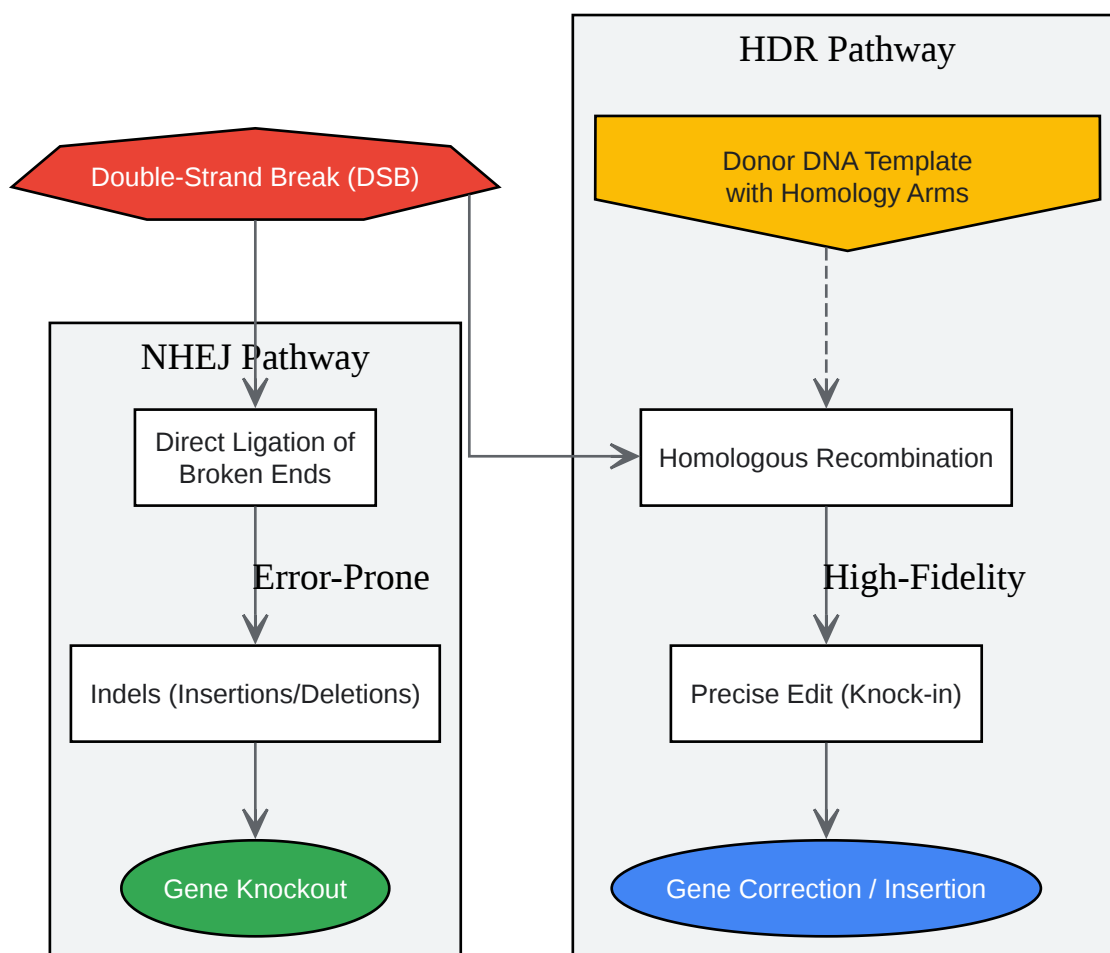 HDR Pathway
Donor DNA Template
with Homology Arms
Double-Strand Break (DSB)
NHEJ Pathway
Direct Ligation of
Broken Ends
Homologous Recombination
Error-Prone
High-Fidelity
Indels (Insertions/Deletions)
Precise Edit (Knock-in)
Gene Knockout
Gene Correction / Insertion